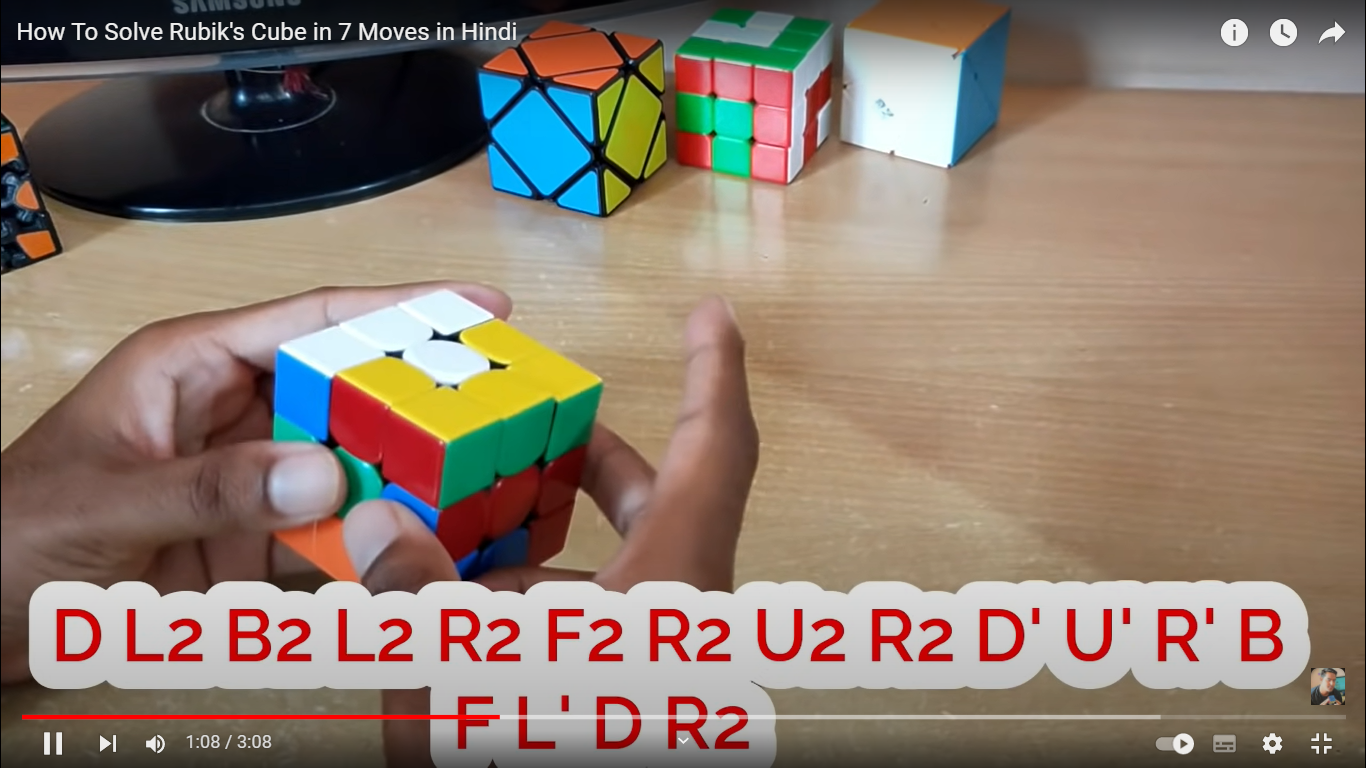 SAMSUNG
How To Solve Rubik's Cube in 7 Moves in Hindi
D L2 B2 L2 R2 F2 R2 U2 R2 D' U' R' B
F L' D R2
1:08 / 3:08